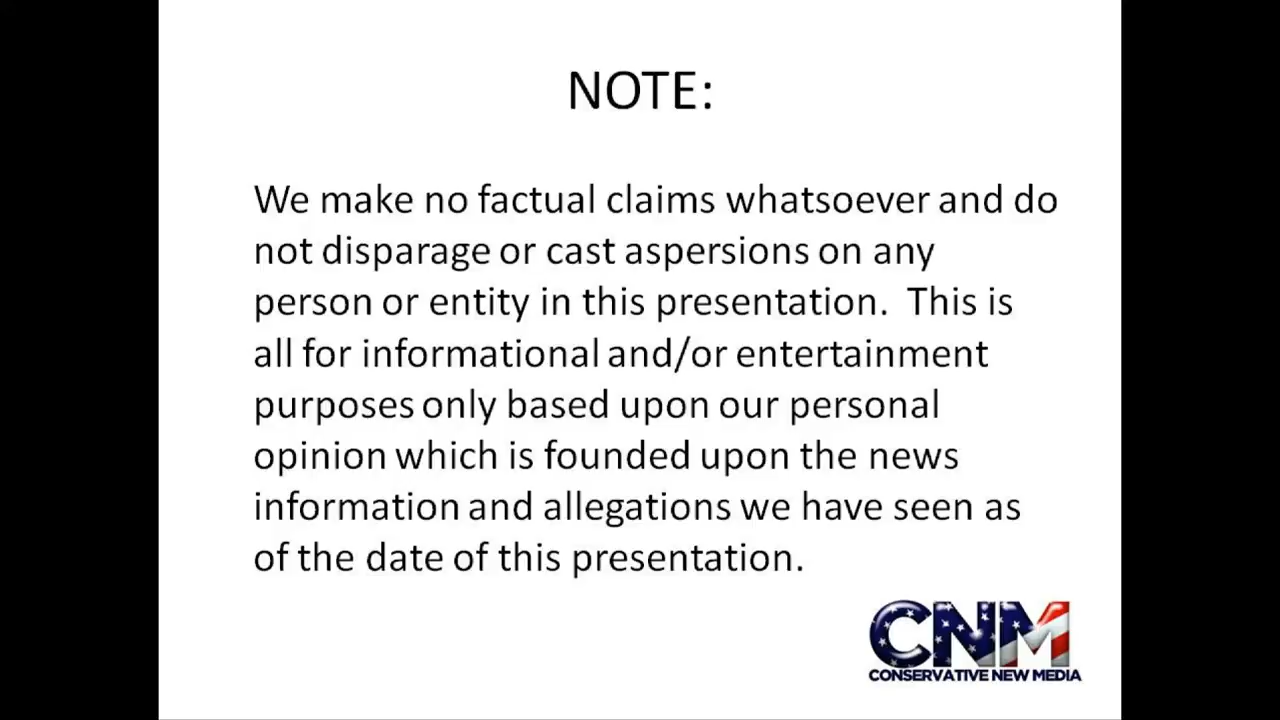 NOTE:
We make no factual claims whatsoever and do
not disparage or cast aspersions on any
person or entity in this presentation.  This is
all for informational and/or entertainment
purposes only based upon our personal
opinion which is founded upon the news
information and allegations we have seen as
of the date of this presentation.
CNM
CONSERVATIVE NEW MEDIA